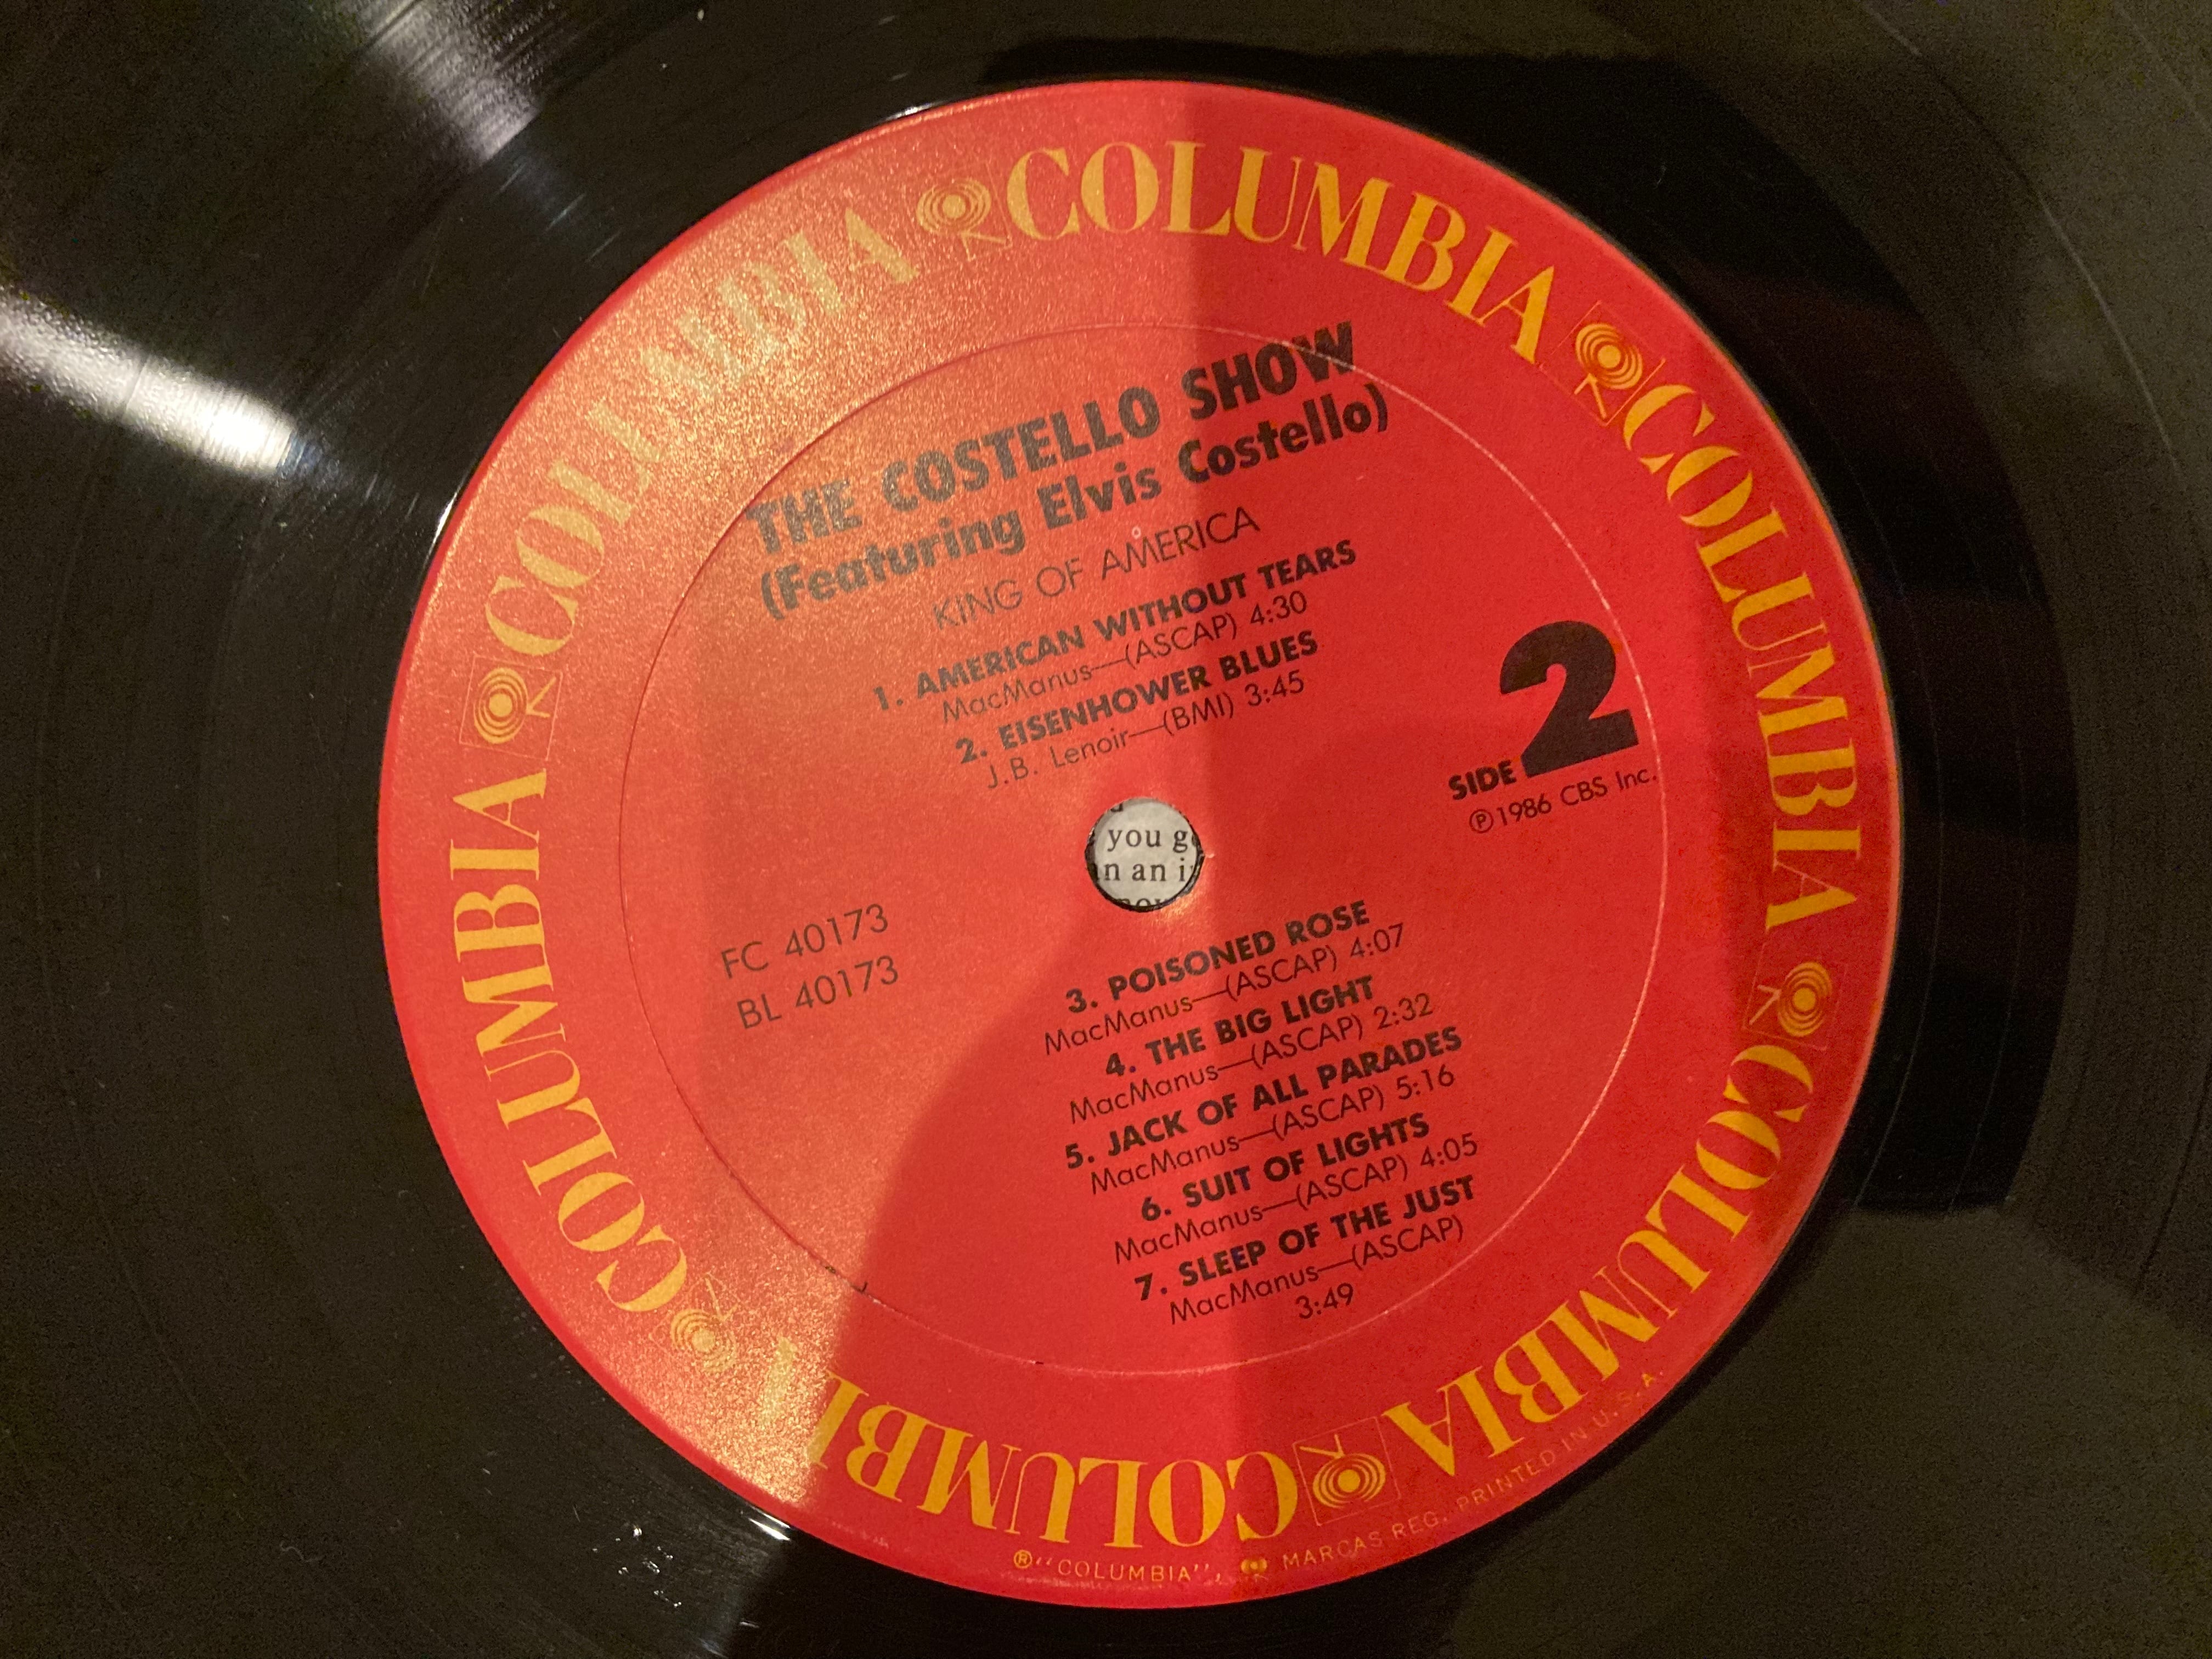 COLUMBIA COLUMBIA COLUMBIA COLUMBIA COLUMBIA COLUMBIA
THE COSTELLO SHOW
(Featuring Elvis Costello)
KING OF AMERICA
1. AMERICAN WITHOUT TEARS
MacManus—(ASCAP) 4:30
2. EISENHOWER BLUES
J.B. Lenoir—(BMI) 3:45
SIDE 2
℗1986 CBS Inc.
you
an
FC 40173
BL 40173
3. POISONED ROSE
MacManus—(ASCAP) 4:07
4. THE BIG LIGHT
MacManus—(ASCAP) 2:32
5. JACK OF ALL PARADES
MacManus—(ASCAP) 5:16
6. SUIT OF LIGHTS
MacManus—(ASCAP) 4:05
7. SLEEP OF THE JUST
MacManus—(ASCAP)
3:49
®"COLUMBIA", MARCAS REG. PRINTED IN U.S.A.